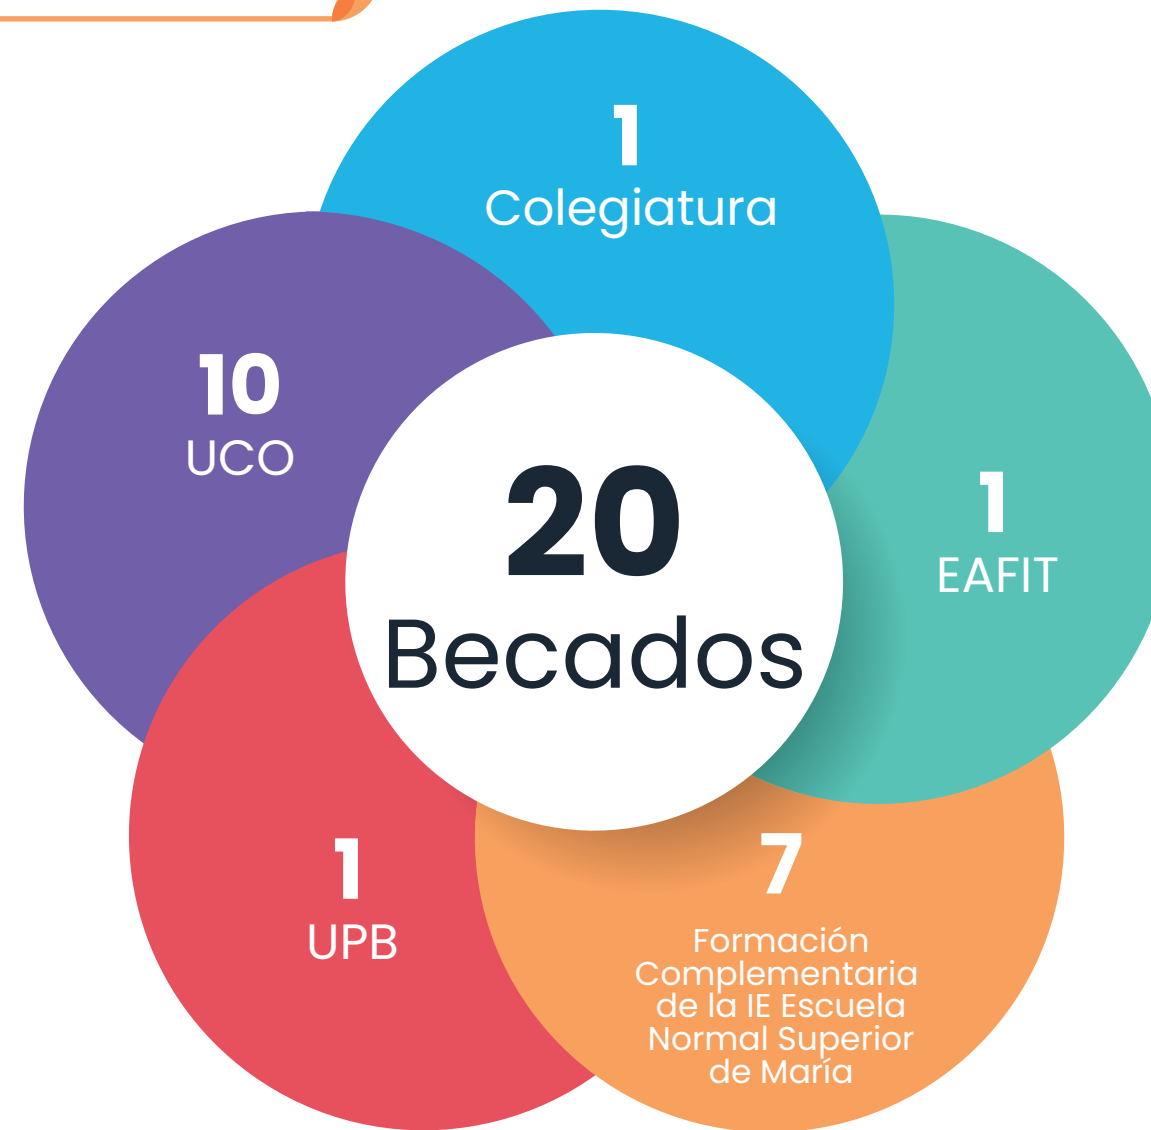 1
Colegiatura
10
UCO
20
Becados
1
EAFIT
1
UPB
7
Formación
Complementaria
de la IE Escuela
Normal Superior
de María